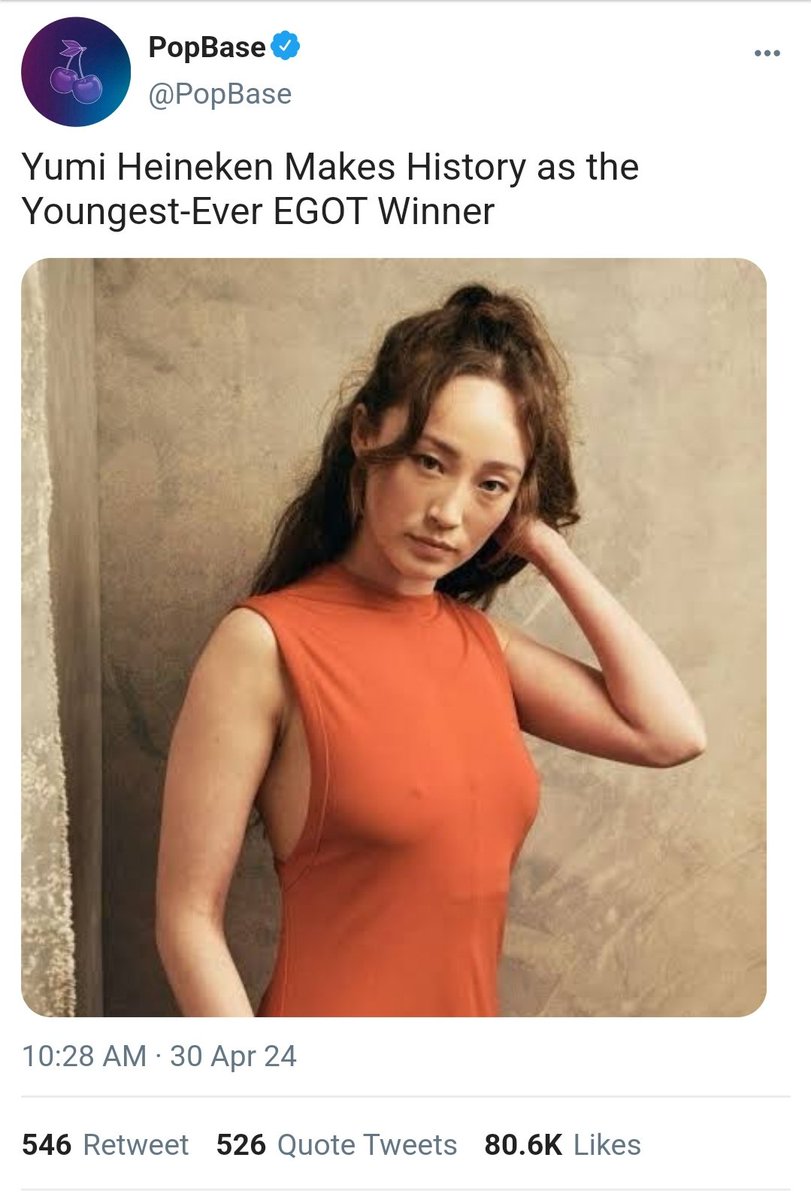 PopBase
@PopBase
Yumi Heineken Makes History as the
Youngest-Ever EGOT Winner
10:28 AM · 30 Apr 24
546 Retweet 526 Quote Tweets 80.6K Likes